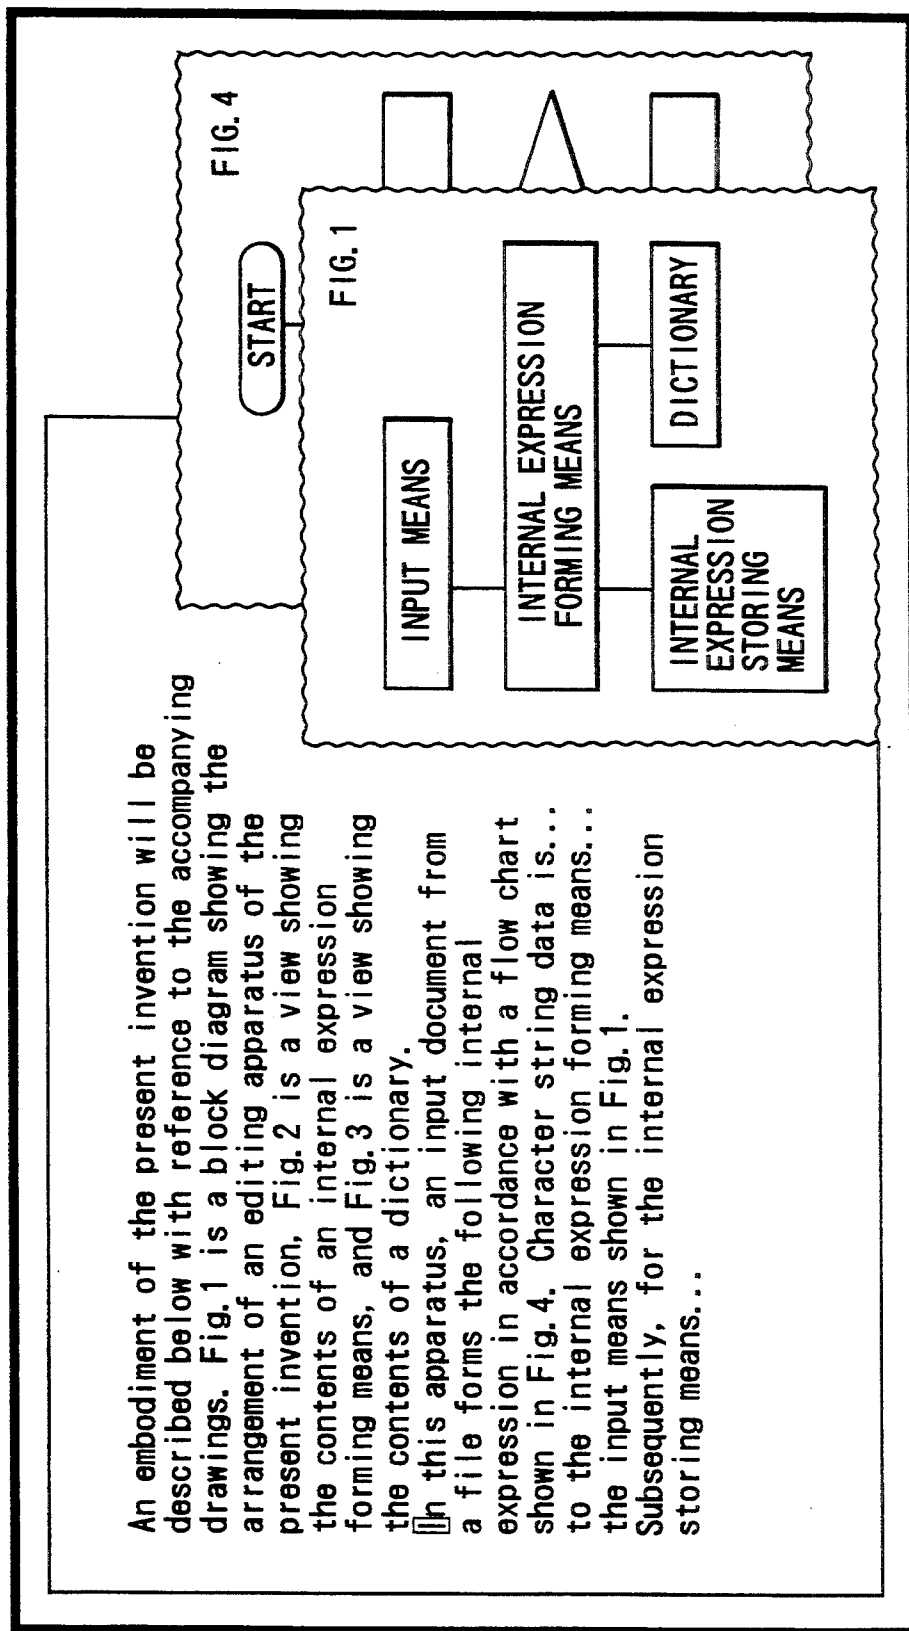 An embodiment of the present invention will be
described below with reference to the accompanying
drawings. Fig.1 is a block diagram showing the
arrangement of an editing apparatus of the
present invention, Fig.2 is a view showing
the contents of an internal expression
forming means, and Fig.3 is a view showing
the contents of a dictionary.
In this apparatus, an input document from
a file forms the following internal
expression in accordance with a flow chart
shown in Fig.4. Character string data is...
to the internal expression forming means...
the input means shown in Fig.1.
Subsequently, for the internal expression
storing means...
FIG. 4
START
FIG. 1
INPUT MEANS
INTERNAL EXPRESSION
FORMING MEANS
INTERNAL
EXPRESSION
STORING
MEANS
DICTIONARY